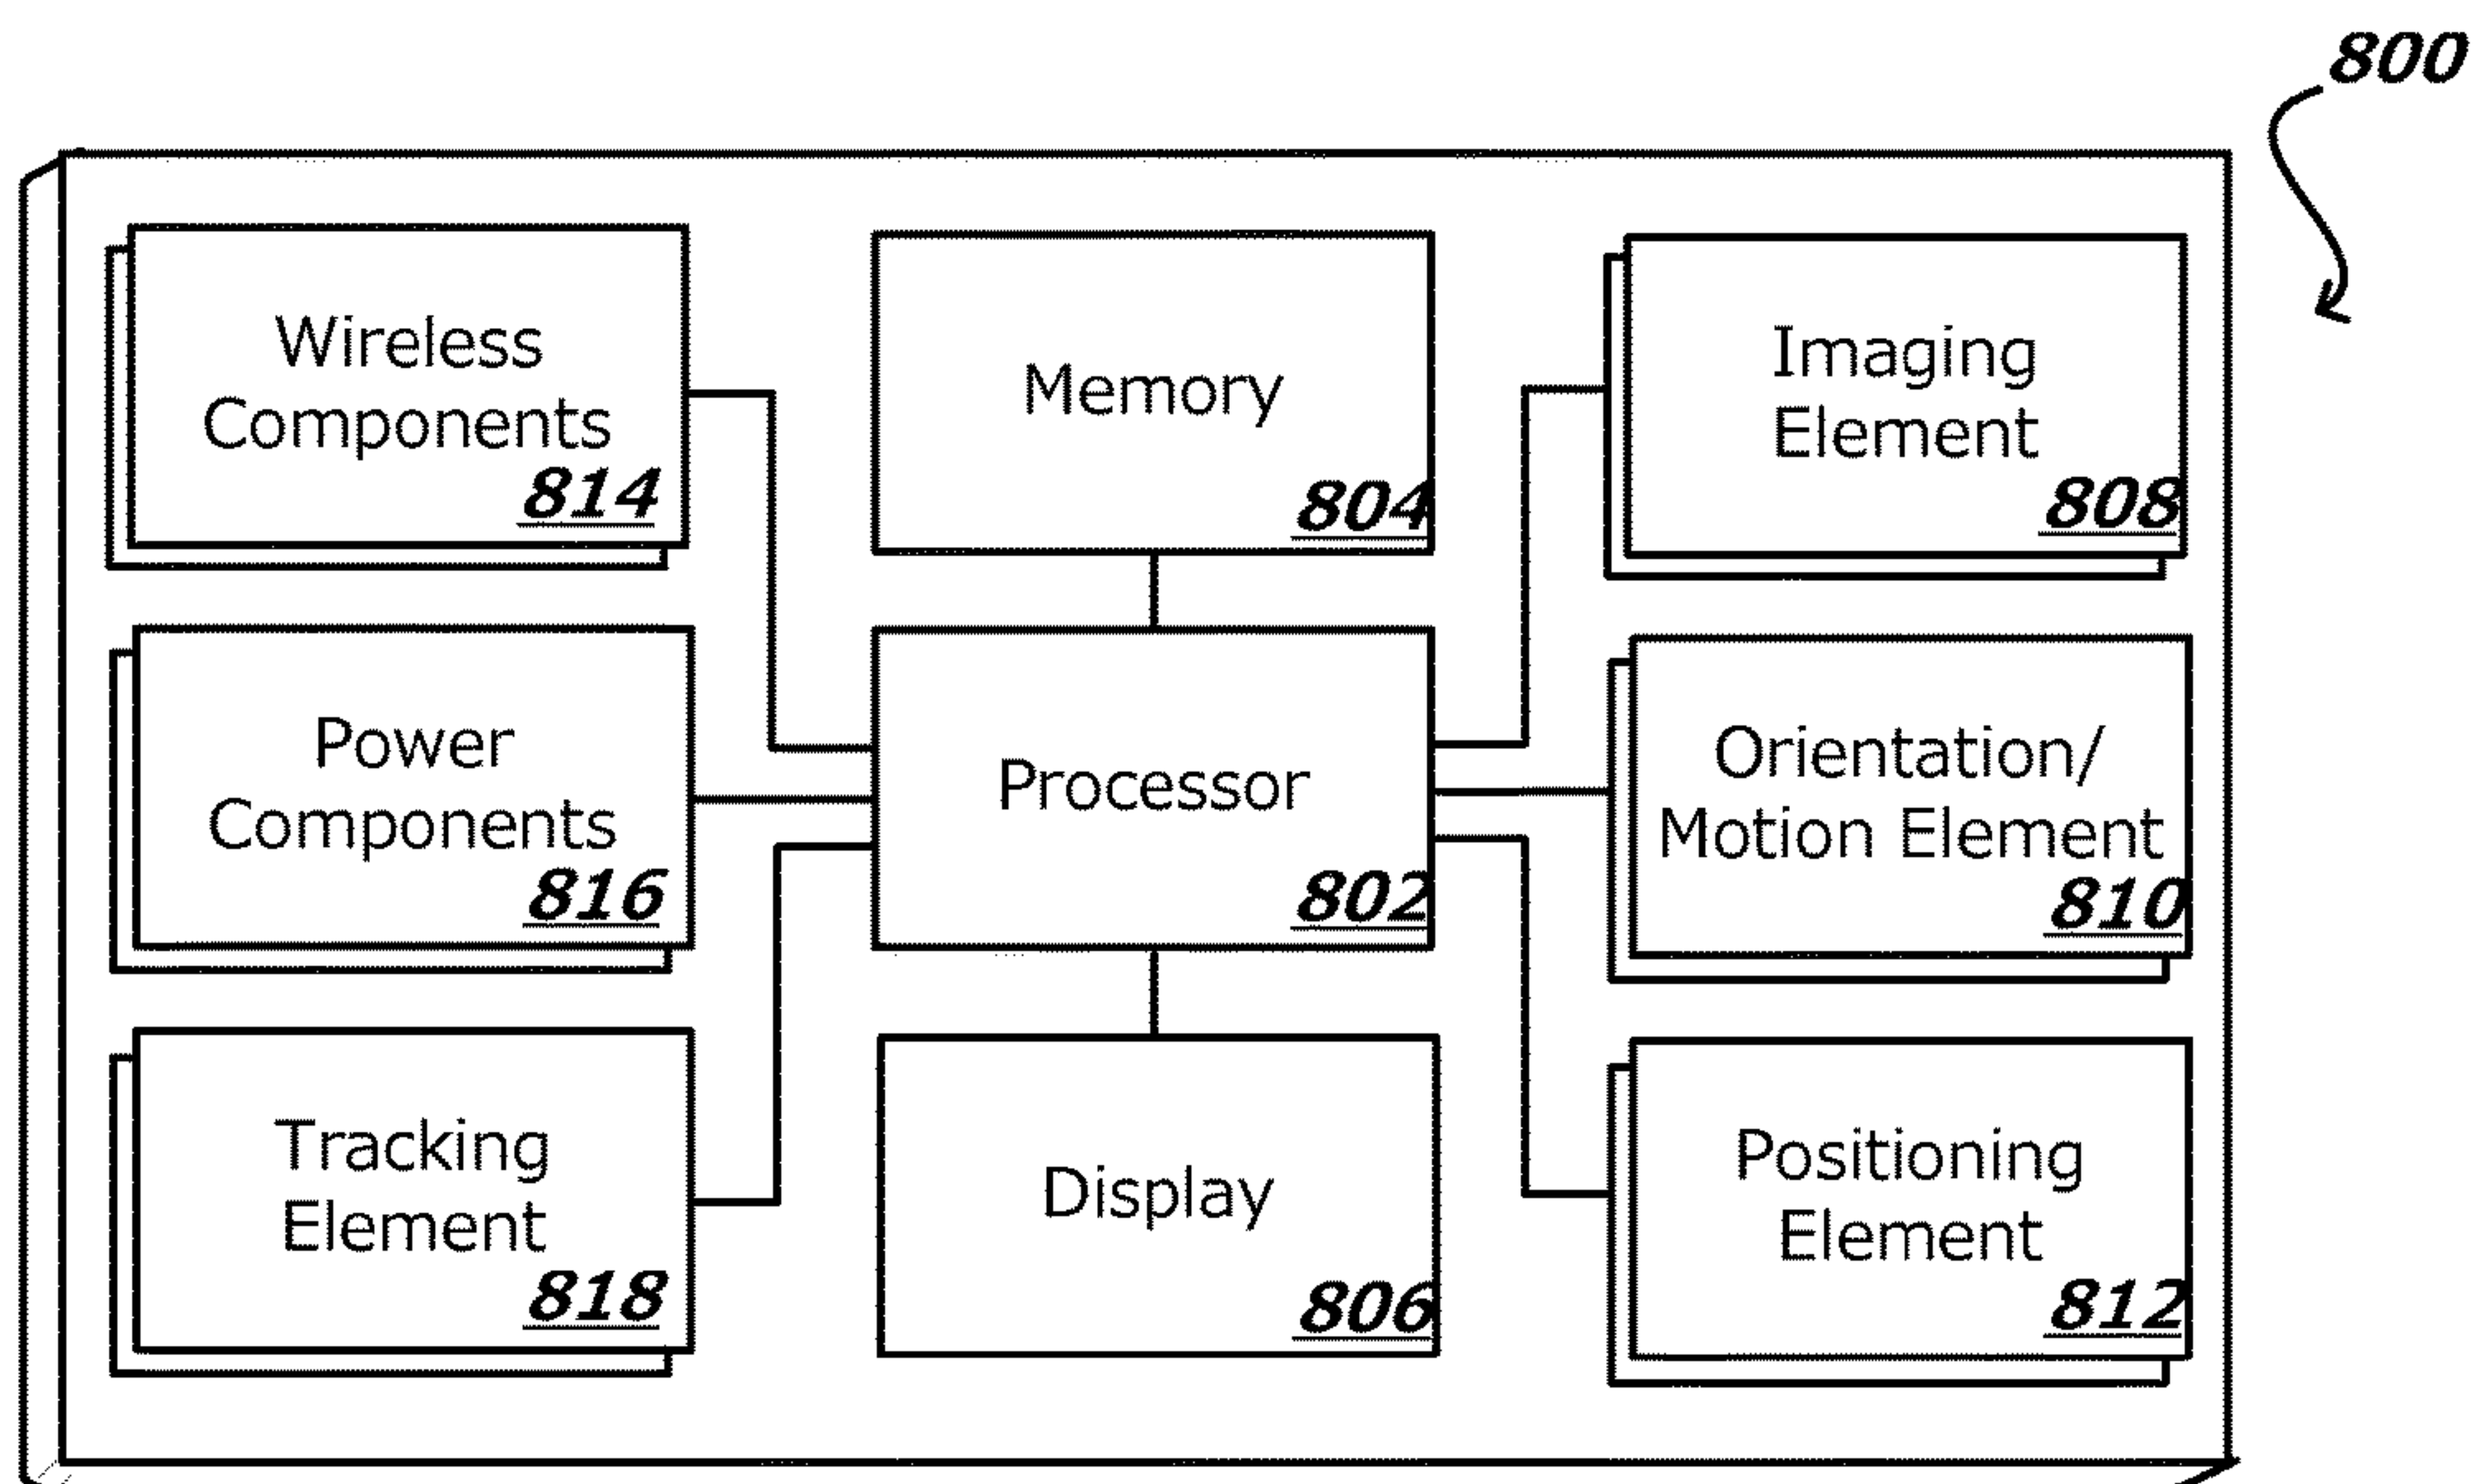 800
Wireless
Components
814
Memory
804
Imaging
Element
808
Power
Components
816
Processor
802
Orientation/
Motion Element
810
Tracking
Element
818
Display
806
Positioning
Element
812